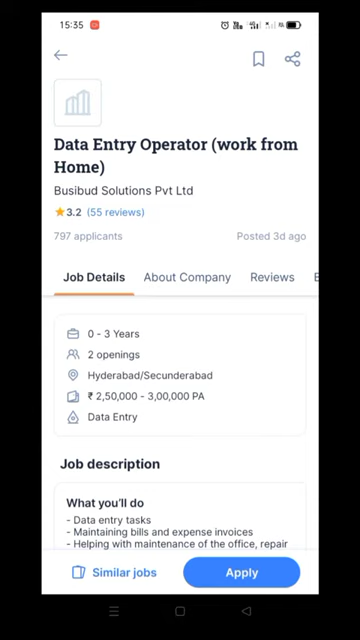 15:35
Data Entry Operator (work from
Home)
Busibud Solutions Pvt Ltd
3.2 (55 reviews)
797 applicants
Posted 3d ago
Job Details
About Company
Reviews
0 - 3 Years
2 openings
Hyderabad/Secunderabad
₹ 2,50,000 - 3,00,000 PA
Data Entry
Job description
What you'll do
- Data entry tasks
- Maintaining bills and expense invoices
- Helping with maintenance of the office, repair
Similar jobs
Apply